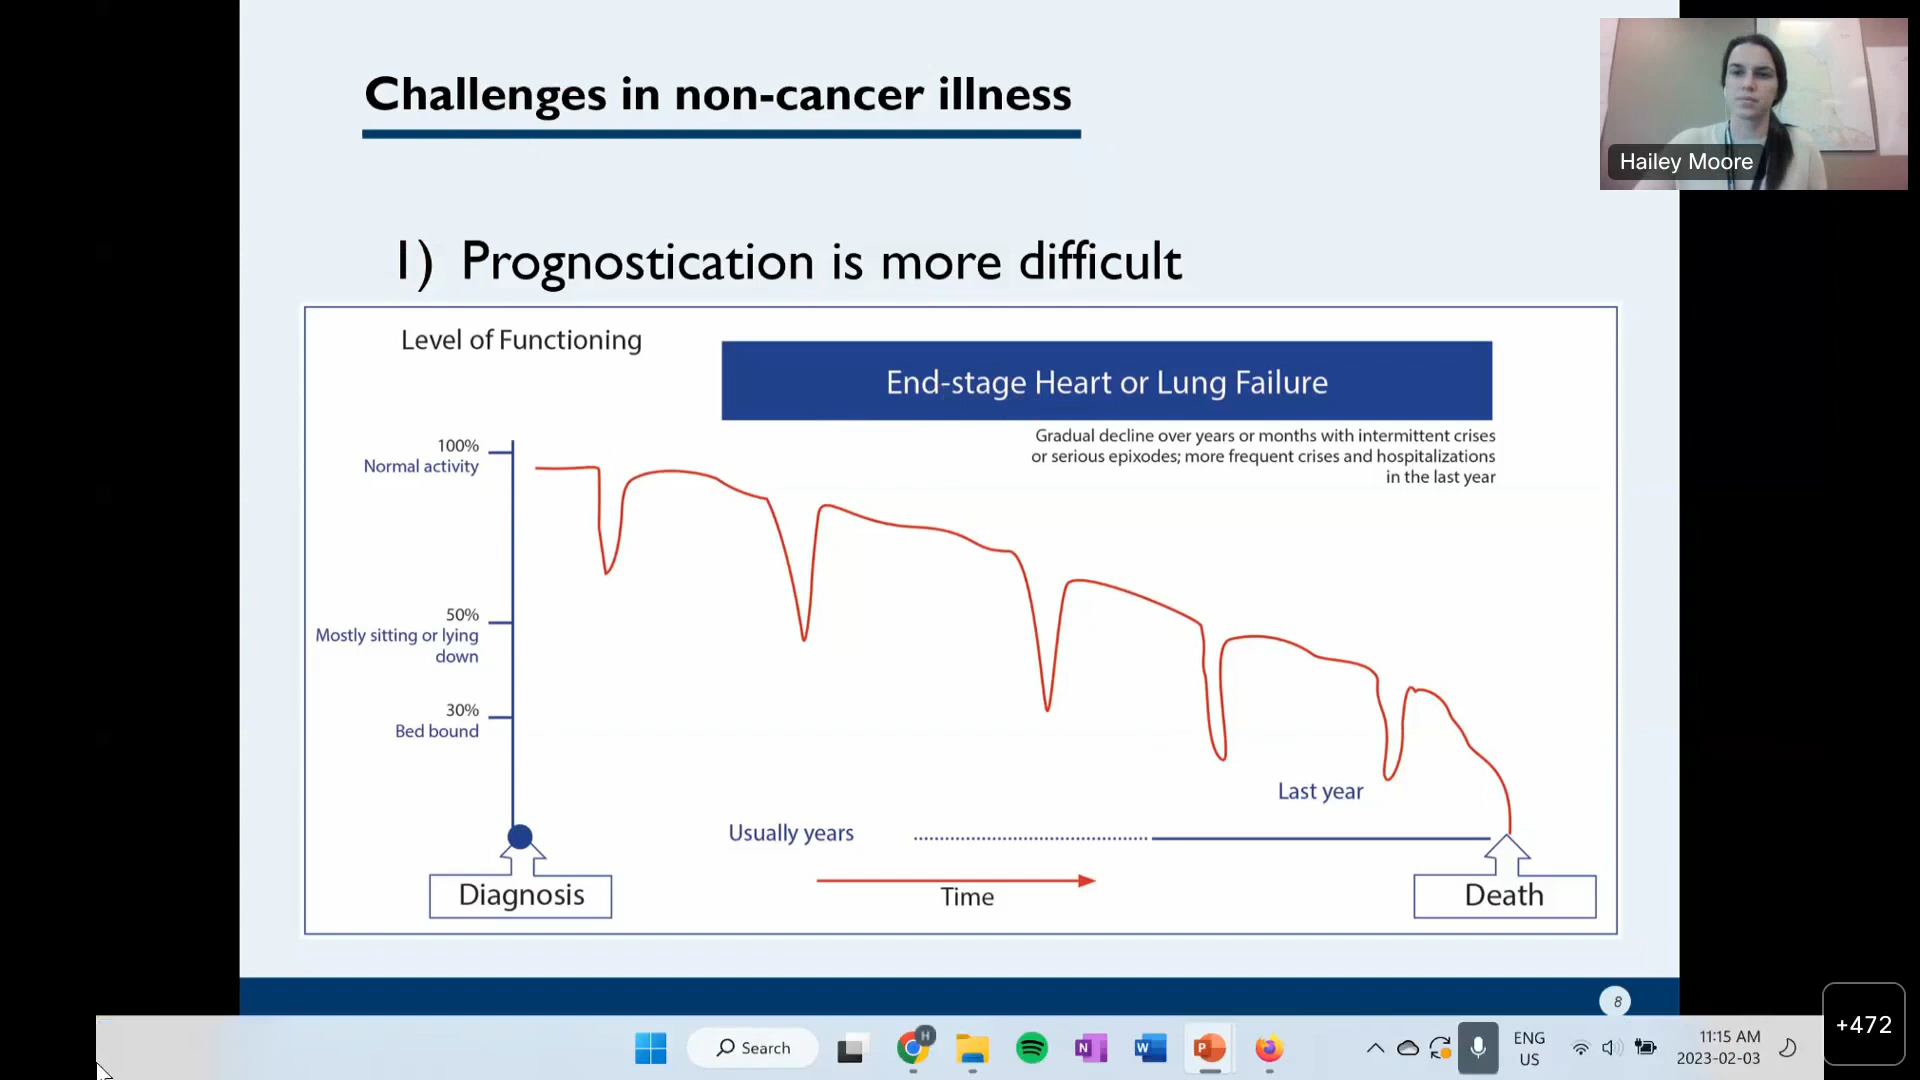 Challenges in non-cancer illness
Hailey Moore
1) Prognostication is more difficult
Level of Functioning
End-stage Heart or Lung Failure
Gradual decline over years or months with intermittent crises
or serious epixodes; more frequent crises and hospitalizations
in the last year
100%
Normal activity
50%
Mostly sitting or lying
down
30%
Bed bound
Last year
Usually years
Diagnosis
Time
Death
8
+472
Search
H
N
W
P
ENG
US
11:15 AM
2023-02-03